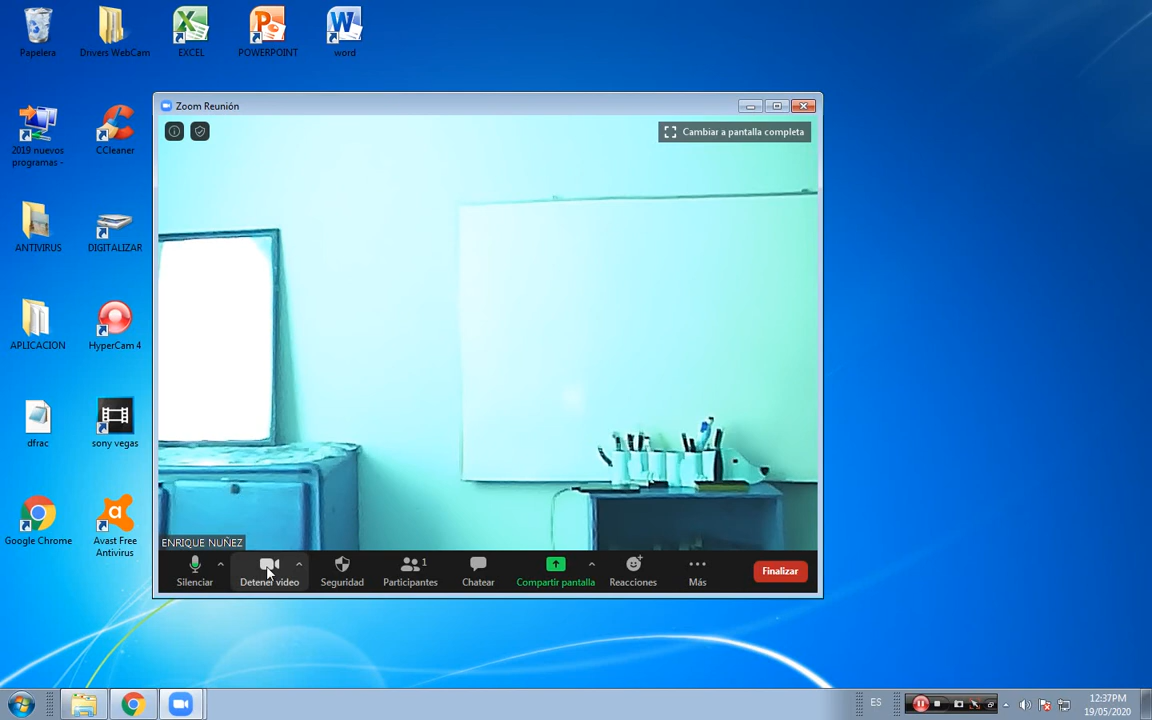 Papelera
Drivers WebCam
EXCEL
POWERPOINT
word
2019 nuevos
programas -
CCleaner
ANTIVIRUS
DIGITALIZAR
APLICACION
HyperCam 4
dfrac
sony vegas
Google Chrome
Avast Free
Antivirus
Zoom Reunión
Cambiar a pantalla completa
ENRIQUE NUÑEZ
Silenciar
Detener video
Seguridad
1
Participantes
Chatear
Compartir pantalla
Reacciones
Más
Finalizar
ES
12:37PM
19/05/2020